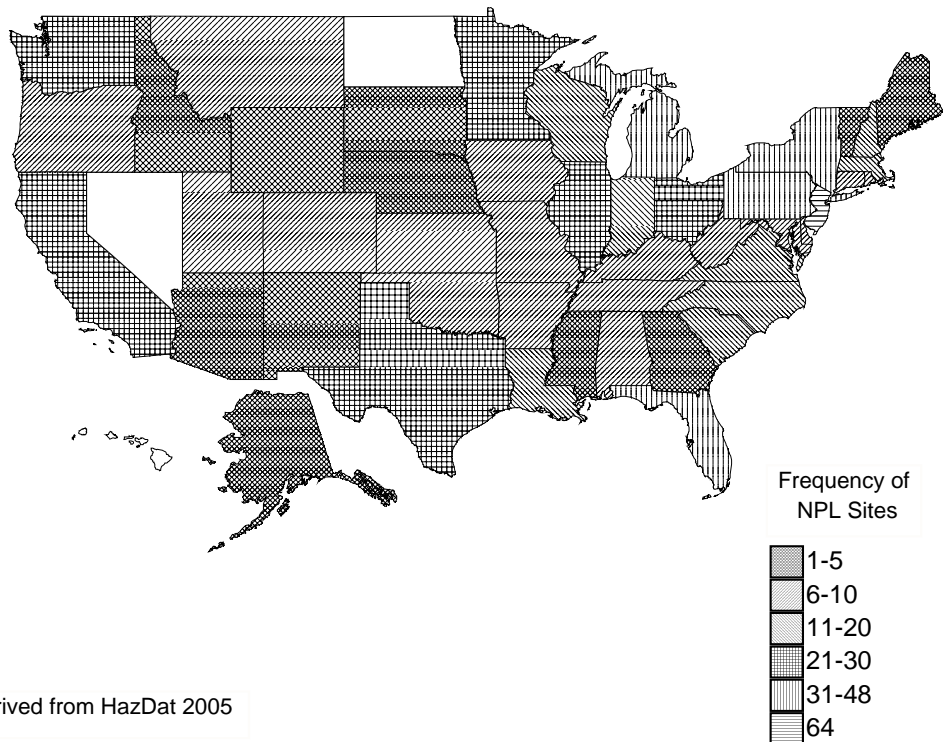 Frequency of
NPL Sites
1-5
6-10
11-20
21-30
31-48
64
rived from HazDat 2005